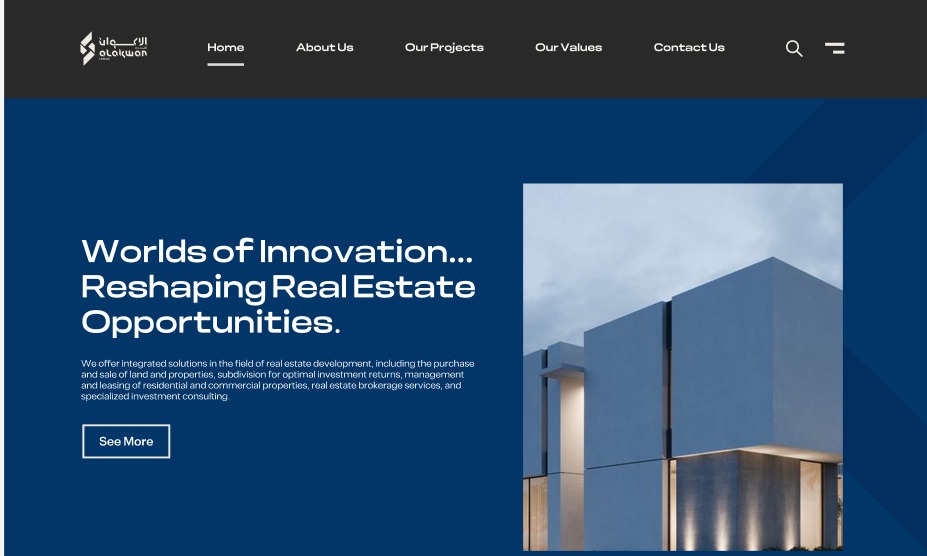 الاكـــوان
ALAKWAN
Home
About Us
Our Projects
Our Values
Contact Us
Worlds of Innovation...
Reshaping Real Estate
Opportunities.
We offer integrated solutions in the field of real estate development, including the purchase
and sale of land and properties, subdivision for optimal investment returns, management
and leasing of residential and commercial properties, real estate brokerage services, and
specialized investment consulting.
See More